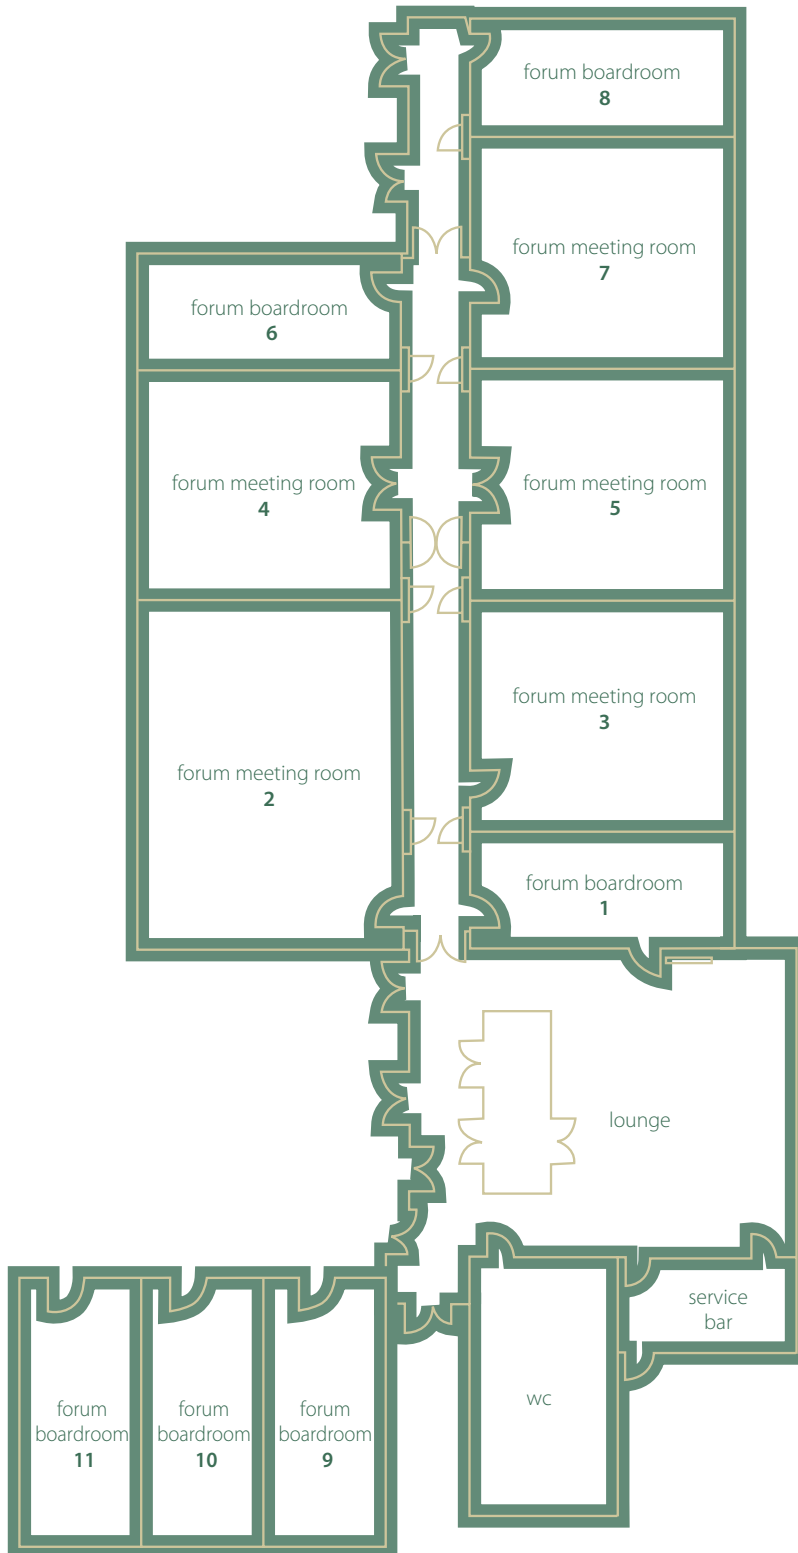 forum boardroom
8
forum meeting room
7
forum boardroom
6
forum meeting room
4
forum meeting room
5
forum meeting room
3
forum meeting room
2
forum boardroom
1
lounge
service
bar
wc
forum
boardroom
11
forum
boardroom
10
forum
boardroom
9